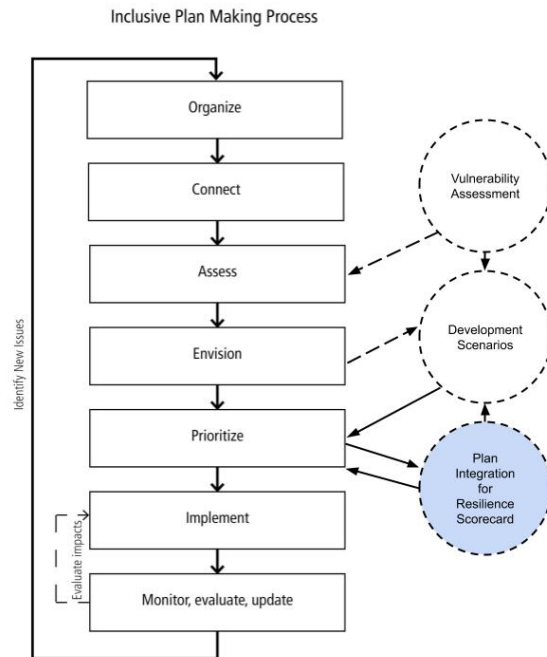 Inclusive Plan Making Process
Organize
Connect
Assess
Envision
Prioritize
Implement
Monitor, evaluate, update
Identify New Issues
Evaluate impacts
Vulnerability
Assessment
Development
Scenarios
Plan
Integration
for
Resilience
Scorecard